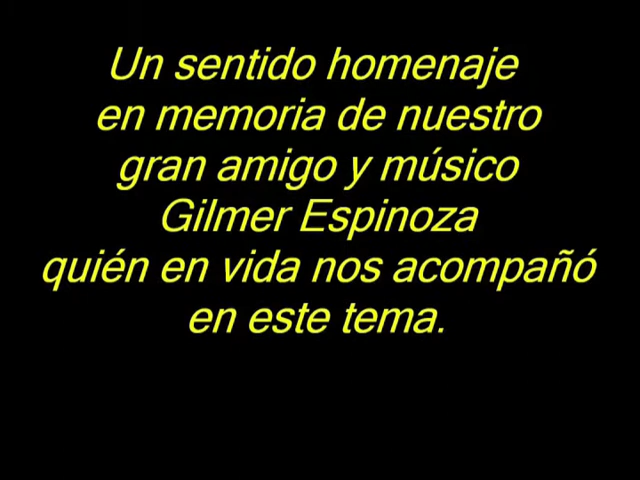 Un sentido homenaje
en memoria de nuestro
gran amigo y músico
Gilmer Espinoza
quién en vida nos acompañó
en este tema.